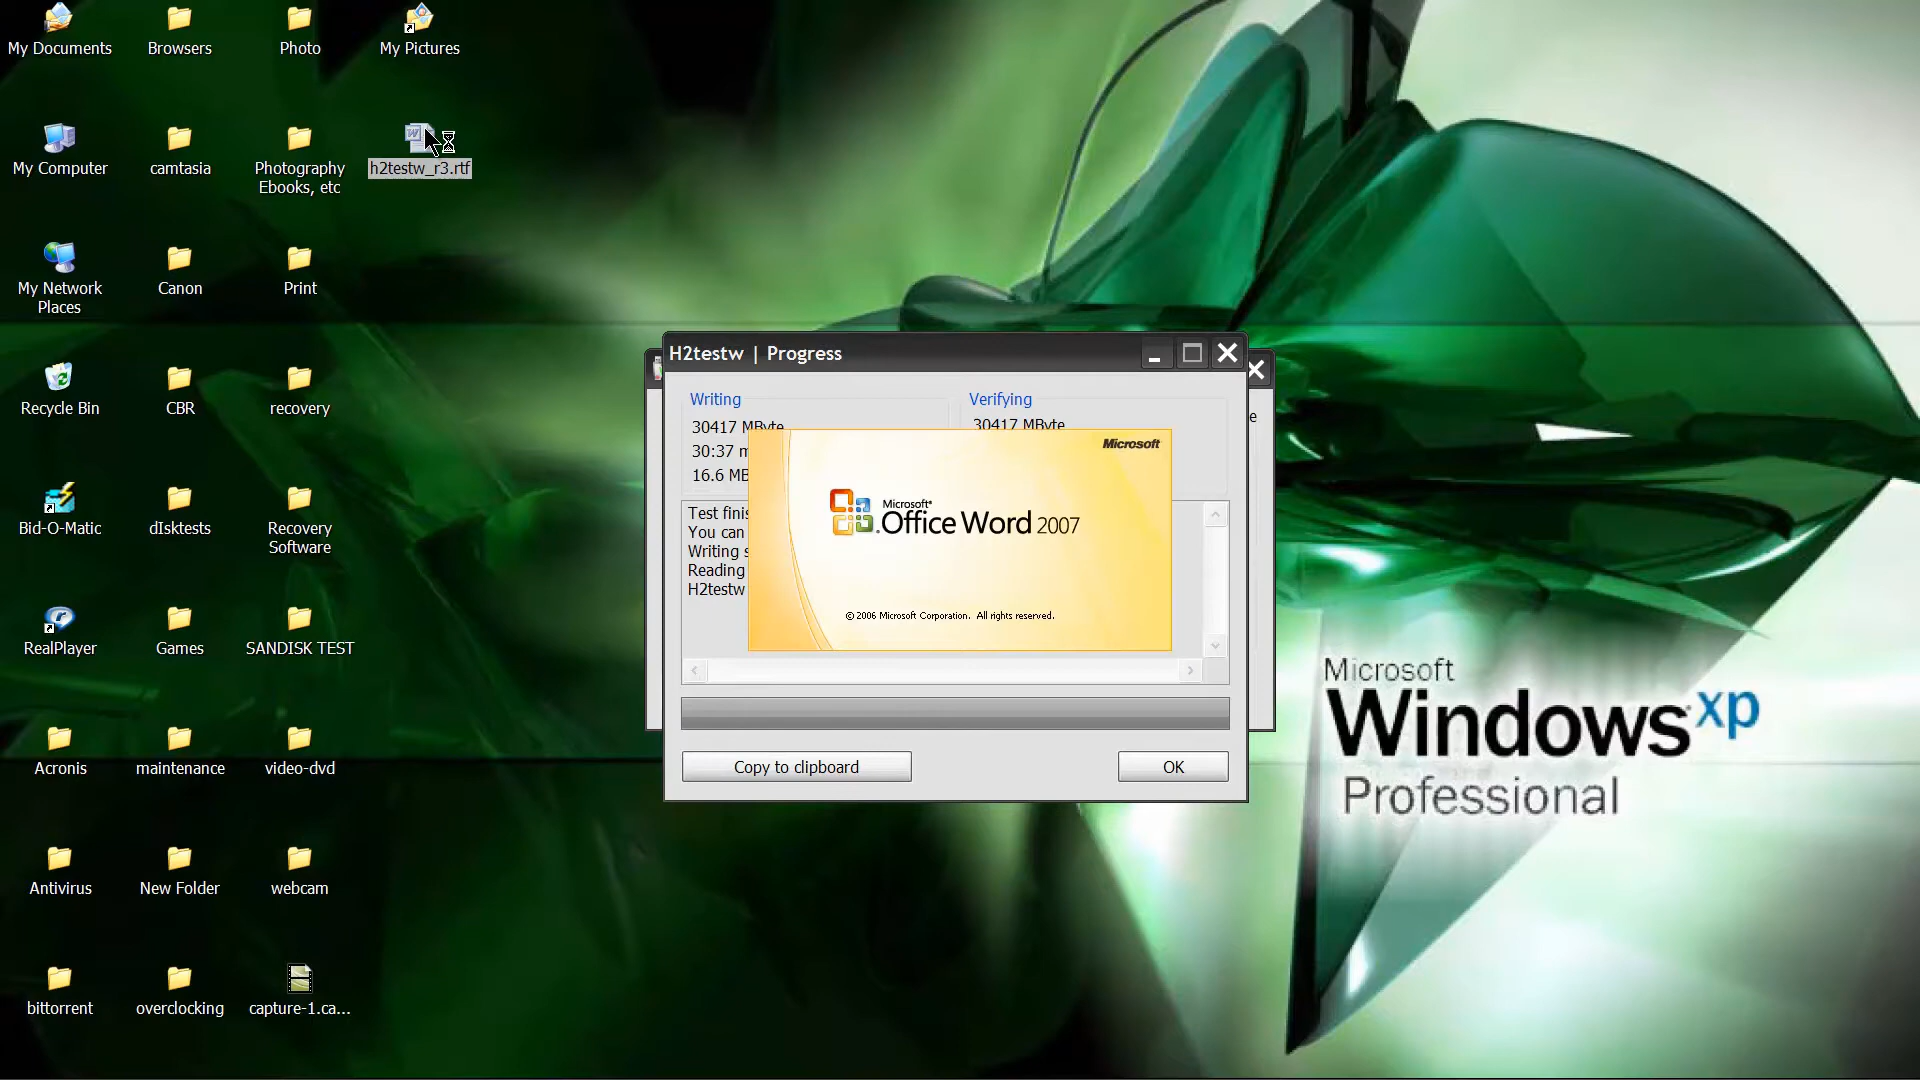 My Documents
Browsers
Photo
My Pictures
My Computer
camtasia
Photography
Ebooks, etc
h2testw_r3.rtf
My Network
Places
Canon
Print
Recycle Bin
CBR
recovery
Bid-O-Matic
dIsktests
Recovery
Software
RealPlayer
Games
SANDISK TEST
Acronis
maintenance
video-dvd
Antivirus
New Folder
webcam
bittorrent
overclocking
capture-1.ca...
H2testw | Progress
Writing
30417 MByte
30:37 m
16.6 MB
Verifying
30417 MByte
e
Test finis
You can
Writing s
Reading
H2testw
Microsoft
Microsoft®
Office Word 2007
© 2006 Microsoft Corporation. All rights reserved.
Copy to clipboard
OK
Microsoft
Windows xp
Professional